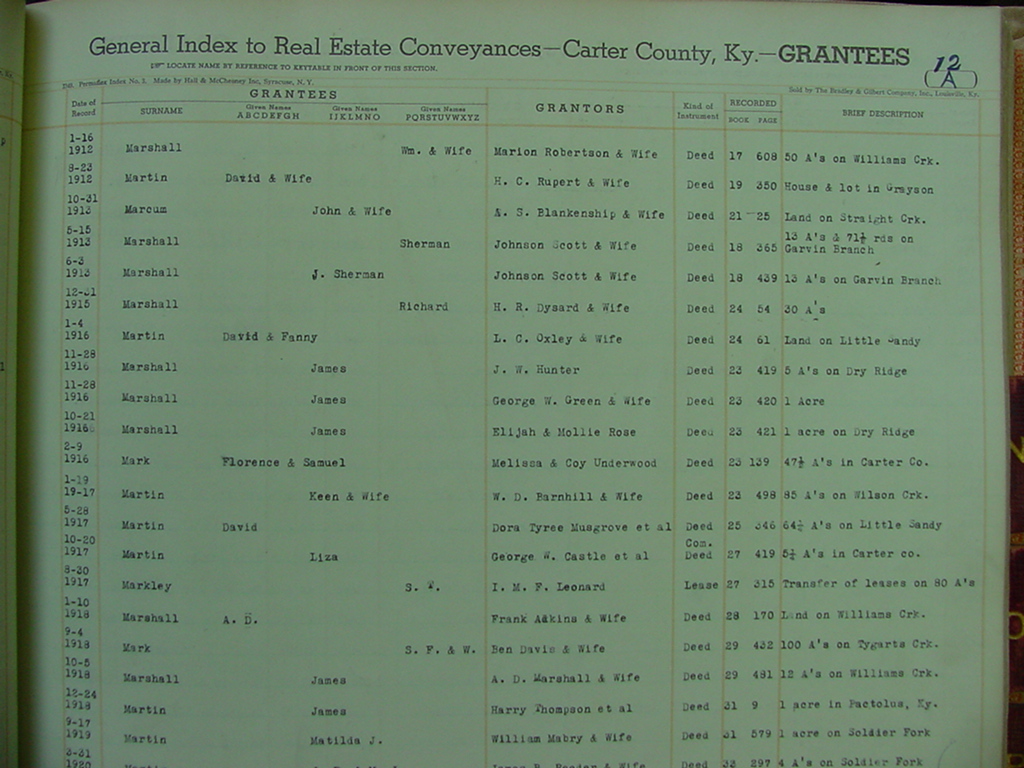 General Index to Real Estate Conveyances—Carter County, Ky.—GRANTEES
12
A
LOCATE NAME BY REFERENCE TO KEYTABLE IN FRONT OF THIS SECTION.
Permodex Index No. 2. Made by Hall & McChesney Inc, Syracuse, N. Y.
Sold by The Bradley & Gilbert Company, Inc., Louisville, Ky.
GRANTEES
Date of Record SURNAME Given Names ABCDEFGH Given Names IJKLMNO Given Names PQRSTUVWXYZ GRANTORS Kind of Instrument RECORDED BOOK PAGE BRIEF DESCRIPTION
1-16
1912 Marshall Wm. & Wife Marion Robertson & Wife Deed 17 608 50 A's on Williams Crk.
1912 Martin David & Wife H. C. Rupert & Wife Deed 19 350 House & lot in Grayson
10-31
1913 Marcum John & Wife A. S. Blankenship & Wife Deed 21 25 Land on Straight Crk.
5-15
1913 Marshall Sherman Johnson Scott & Wife Deed 18 365 13 A's & 71½ rds on Garvin Branch
6-3
1913 Marshall J. Sherman Johnson Scott & Wife Deed 18 439 13 A's on Garvin Branch
12-31
1915 Marshall Richard H. R. Dysard & Wife Deed 24 54 30 A's
1-4
1916 Martin David & Fanny L. C. Oxley & Wife Deed 24 61 Land on Little Sandy
11-28
1916 Marshall James J. W. Hunter Deed 23 419 5 A's on Dry Ridge
11-28
1916 Marshall James George W. Green & Wife Deed 23 420 1 Acre
10-21
1916 Marshall James Elijah & Mollie Rose Deed 23 421 1 acre on Dry Ridge
2-9
1916 Mark Florence & Samuel Melissa & Coy Underwood Deed 23 139 47½ A's in Carter Co.
1-19
19-17 Martin Keen & Wife W. D. Barnhill & Wife Deed 23 498 85 A's on Wilson Crk.
5-28
1917 Martin David Dora Tyree Musgrove et al Deed 25 346 A's on Little Sandy
10-20
1917 Martin Liza George W. Castle et al Com. Deed 27 419 A's in Carter co.
8-30
1917 Markley S. T. I. M. F. Leonard Lease 27 315 Transfer of leases on 80 A's
1-10
1918 Marshall A. D. Frank Adkins & Wife Deed 28 170 Land on Williams Crk.
9-4
1918 Mark S. F. & W. Ben Davis & Wife Deed 29 432 100 A's on Tygarts Crk.
10-5
1918 Marshall James A. D. Marshall & Wife Deed 29 481 12 A's on Williams Crk.
12-24
1918 Martin James Harry Thompson et al Deed 31 9 1 acre in Pactolus, Ky.
9-17
1919 Martin Matilda J. William Mabry & Wife Deed 31 579 1 acre on Soldier Fork
3-31
1920 Martin Deed 32 297 4 A's on Soldier Fork